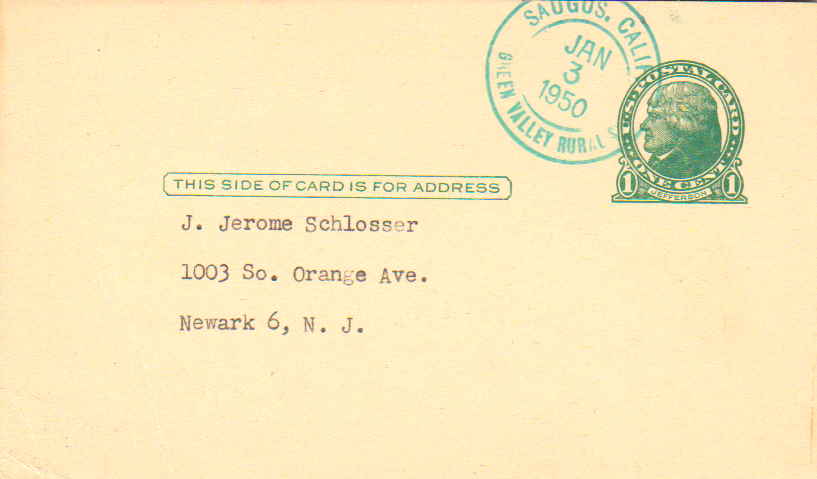 SAUGUS, CALIF.
JAN
3
1950
GREEN VALLEY RURAL
U.S. POSTAL CARD
ONE CENT
1 1
JEFFERSON
THIS SIDE OF CARD IS FOR ADDRESS
J. Jerome Schlosser
1003 So. Orange Ave.
Newark 6, N. J.